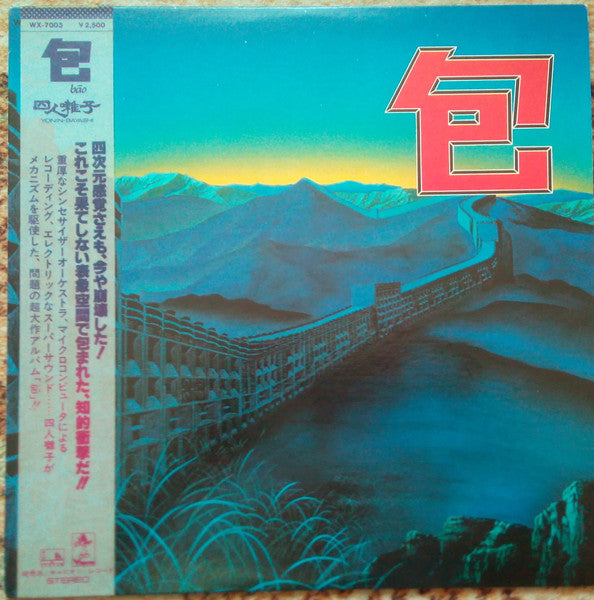 WX-7003 ¥2,500
包
bāo
四人囃子
YONIN-BAYASHI
包
四次元感覚さえも、今や崩壊した!
これこそ果てしない表象空間で包まれた、知的衝撃だ!!
重厚なシンセサイザーオーケストラ、マイクロコンピュータによる
レコーディング、エレクトリックなスーパーサウンド……四人囃子が
メカニズムを駆使した、問題の超大作アルバム「包」!!
STEREO